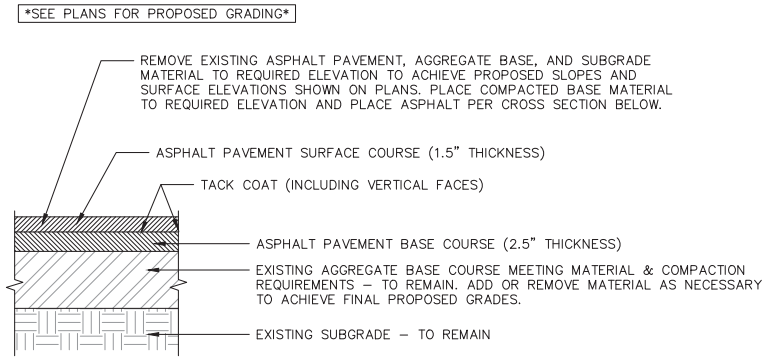 *SEE PLANS FOR PROPOSED GRADING*
REMOVE EXISTING ASPHALT PAVEMENT, AGGREGATE BASE, AND SUBGRADE
MATERIAL TO REQUIRED ELEVATION TO ACHIEVE PROPOSED SLOPES AND
SURFACE ELEVATIONS SHOWN ON PLANS. PLACE COMPACTED BASE MATERIAL
TO REQUIRED ELEVATION AND PLACE ASPHALT PER CROSS SECTION BELOW.
ASPHALT PAVEMENT SURFACE COURSE (1.5” THICKNESS)
TACK COAT (INCLUDING VERTICAL FACES)
ASPHALT PAVEMENT BASE COURSE (2.5” THICKNESS)
EXISTING AGGREGATE BASE COURSE MEETING MATERIAL & COMPACTION
REQUIREMENTS – TO REMAIN. ADD OR REMOVE MATERIAL AS NECESSARY
TO ACHIEVE FINAL PROPOSED GRADES.
EXISTING SUBGRADE – TO REMAIN